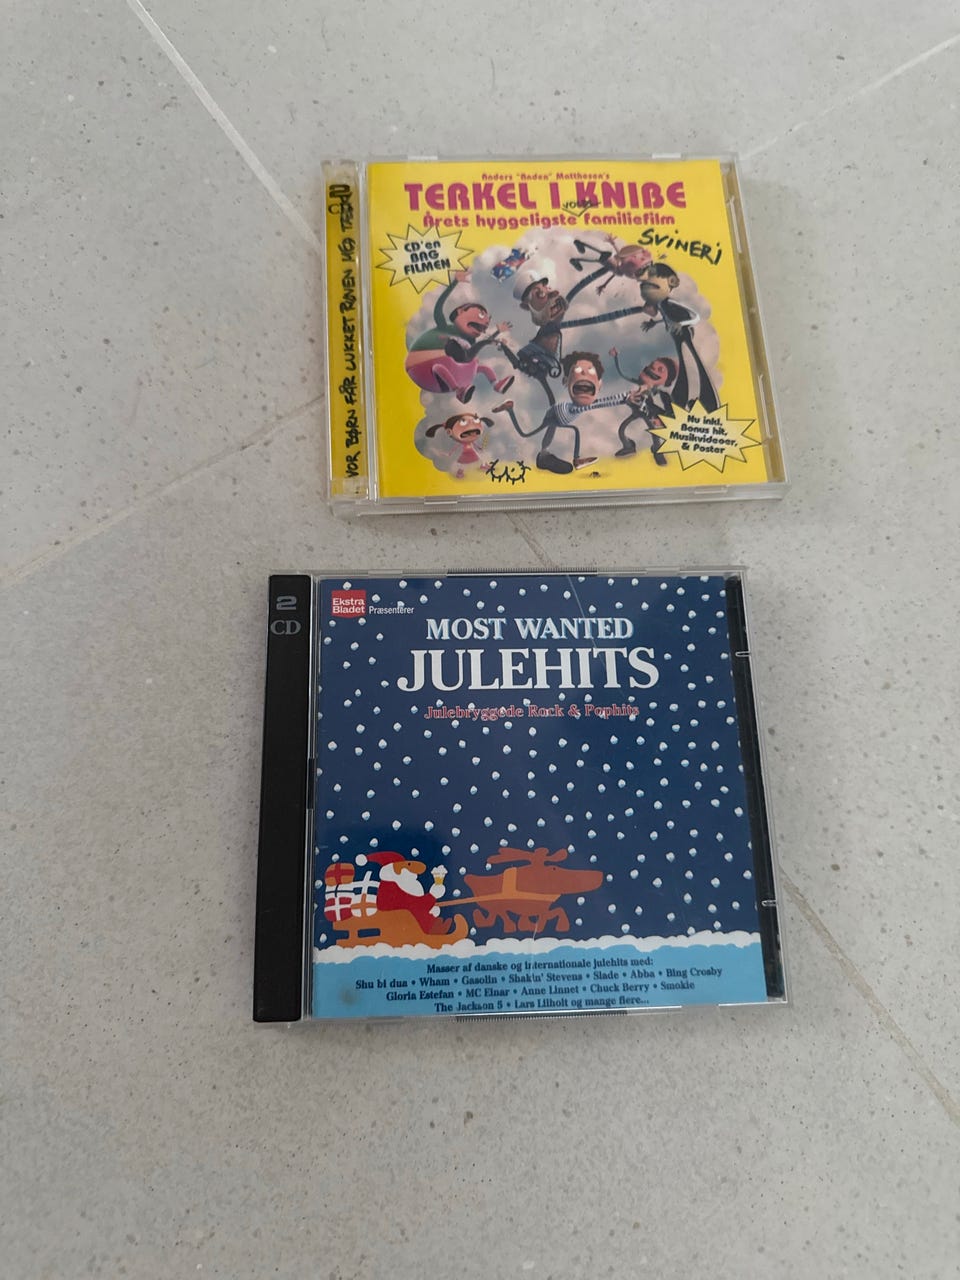 Anders "Anden" Matthesen's
TERKEL I KNIBE
VOLDS
Årets hyggeligste familiefilm
SVINERI
CD'en
BAG
FILMEN
VOR BØRN FÅR LUKKET RØVEN MED
Nu inkl.
Bonus hit,
Musikvideoer,
& Poster
2
CD
Ekstra
Bladet Præsenterer
MOST WANTED
JULEHITS
Julebryggede Rock & Pophits
Masser af danske og internationale julehits med:
Shu bi dua • Wham • Gasolin • Shakin' Stevens • Slade • Abba • Bing Crosby
Gloria Estefan • MC Einar • Anne Linnet • Chuck Berry • Smokie
The Jackson 5 • Lars Lilholt og mange flere...